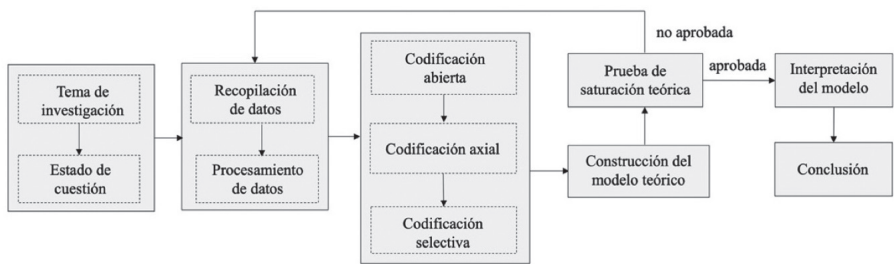 Tema de
investigación
Estado de
cuestión
Recopilación
de datos
Procesamiento
de datos
Codificación
abierta
Codificación axial
Codificación
selectiva
Construcción del
modelo teórico
Prueba de
saturación teórica
no aprobada
aprobada
Interpretación
del modelo
Conclusión